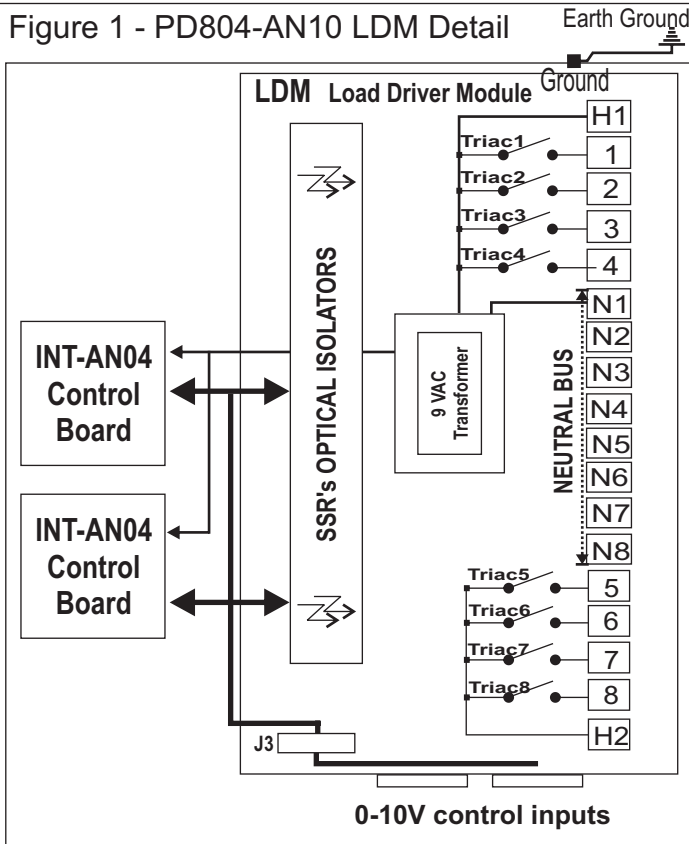 Figure 1 - PD804-AN10 LDM Detail
Earth Ground
Ground
LDM Load Driver Module
H1
Triac1
1
Triac2
2
Triac3
3
Triac4
4
N1
N2
N3
N4
N5
N6
N7
N8
NEUTRAL BUS
9 VAC
Transformer
SSR's OPTICAL ISOLATORS
INT-AN04
Control
Board
INT-AN04
Control
Board
Triac5
5
Triac6
6
Triac7
7
Triac8
8
H2
J3
0-10V control inputs